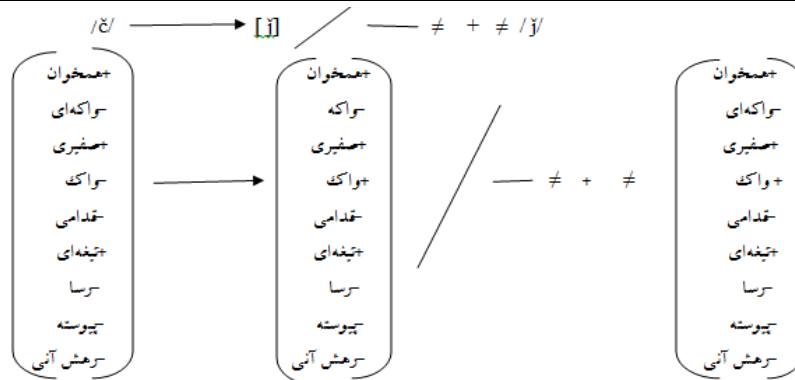 /č/ → [ǰ] / — ≠ + ≠ /ǰ/
+همخوان
-واکه‌ای
+صفیری
-واک
-قدامی
+تیغه‌ای
-رسا
-پیوسته
-رهش آنی
→
+همخوان
-واکه
+صفیری
+واک
-قدامی
+تیغه‌ای
-رسا
-پیوسته
-رهش آنی
/ — ≠ + ≠
+همخوان
-واکه‌ای
+صفیری
+ واک
-قدامی
+تیغه‌ای
-رسا
-پیوسته
-رهش آنی